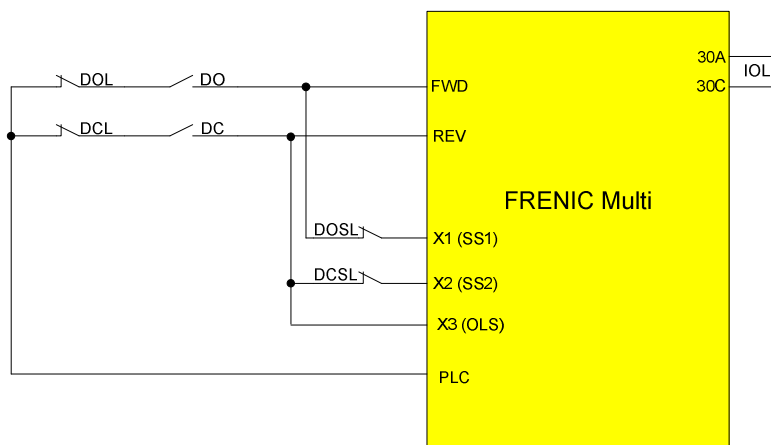 30A
DOL DO IOL
FWD 30C
DCL DC
REV
FRENIC Multi
DOSL
X1 (SS1)
DCSL
X2 (SS2)
X3 (OLS)
PLC